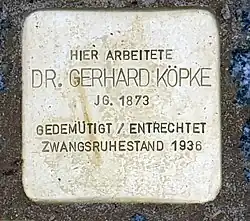 HIER ARBEITETE
DR. GERHARD KÖPKE
JG. 1873
GEDEMÜTIGT / ENTRECHTET
ZWANGSRUHESTAND 1936